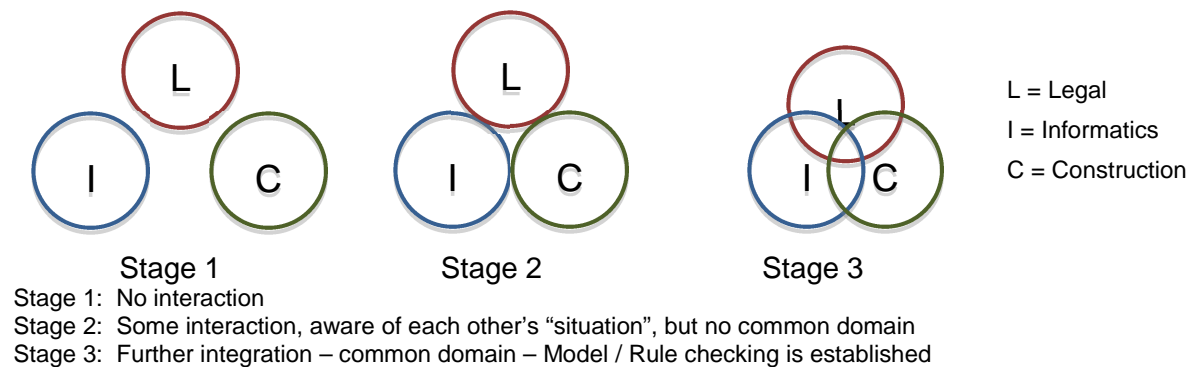 L
I
C
Stage 1
L
I
C
Stage 2
L
I
C
Stage 3
L = Legal
I = Informatics
C = Construction
Stage 1: No interaction
Stage 2: Some interaction, aware of each other’s “situation”, but no common domain
Stage 3: Further integration – common domain – Model / Rule checking is established